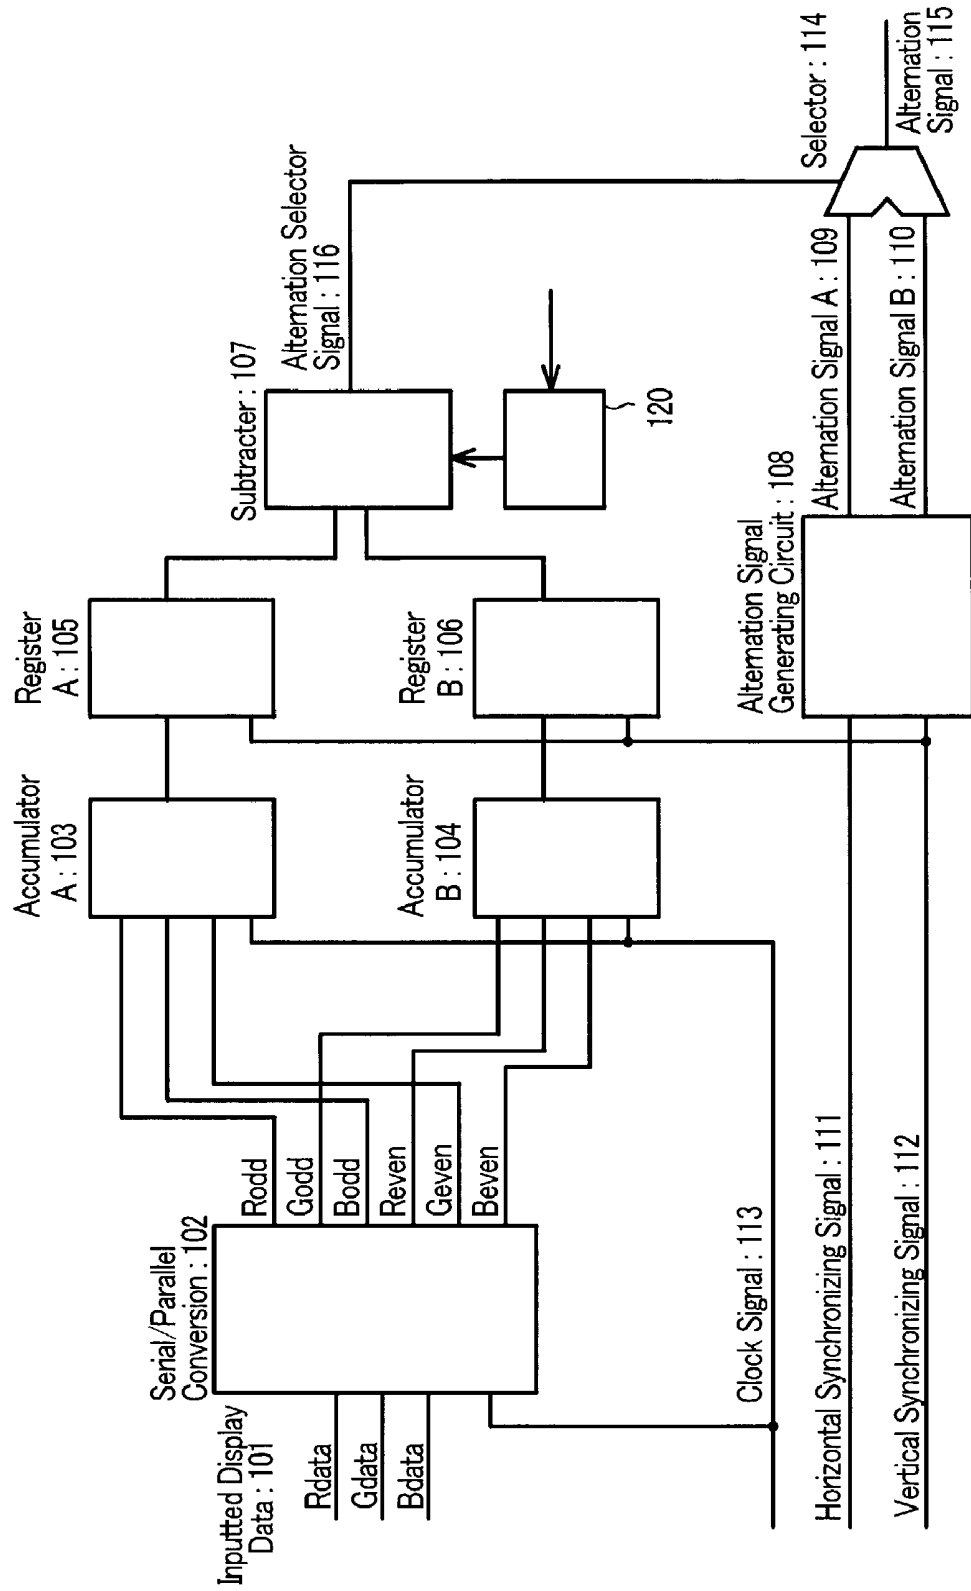 Inputted Display
Data : 101
Rdata
Gdata
Bdata
Serial/Parallel
Conversion : 102
Rodd
Godd
Bodd
Reven
Geven
Beven
Clock Signal : 113
Horizontal Synchronizing Signal : 111
Vertical Synchronizing Signal : 112
Accumulator
A : 103
Accumulator
B : 104
Register
A : 105
Register
B : 106
Subtracter : 107
120
Alternation Selector
Signal : 116
Alternation Signal
Generating Circuit : 108
Alternation Signal A : 109
Alternation Signal B : 110
Selector : 114
Alternation
Signal : 115